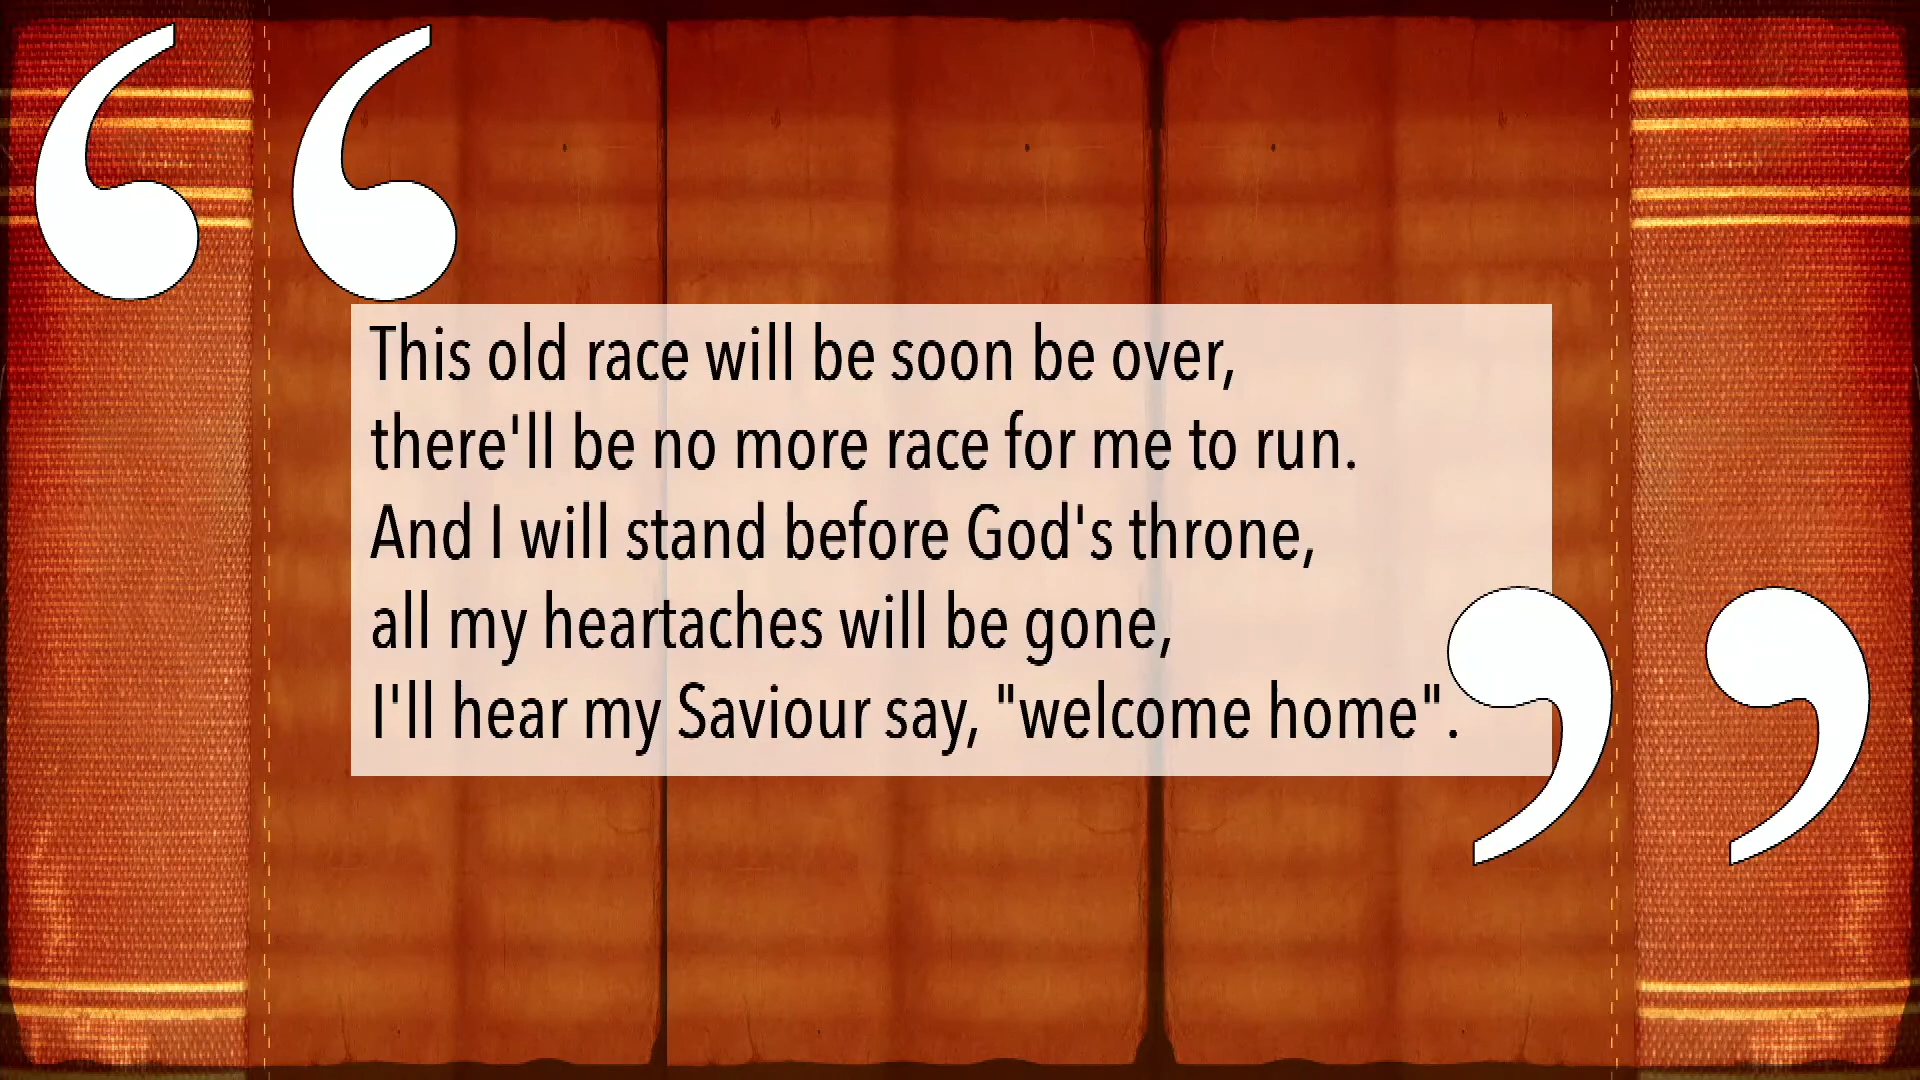 This old race will be soon be over,
there'll be no more race for me to run.
And I will stand before God's throne,
all my heartaches will be gone,
I'll hear my Saviour say, "welcome home".